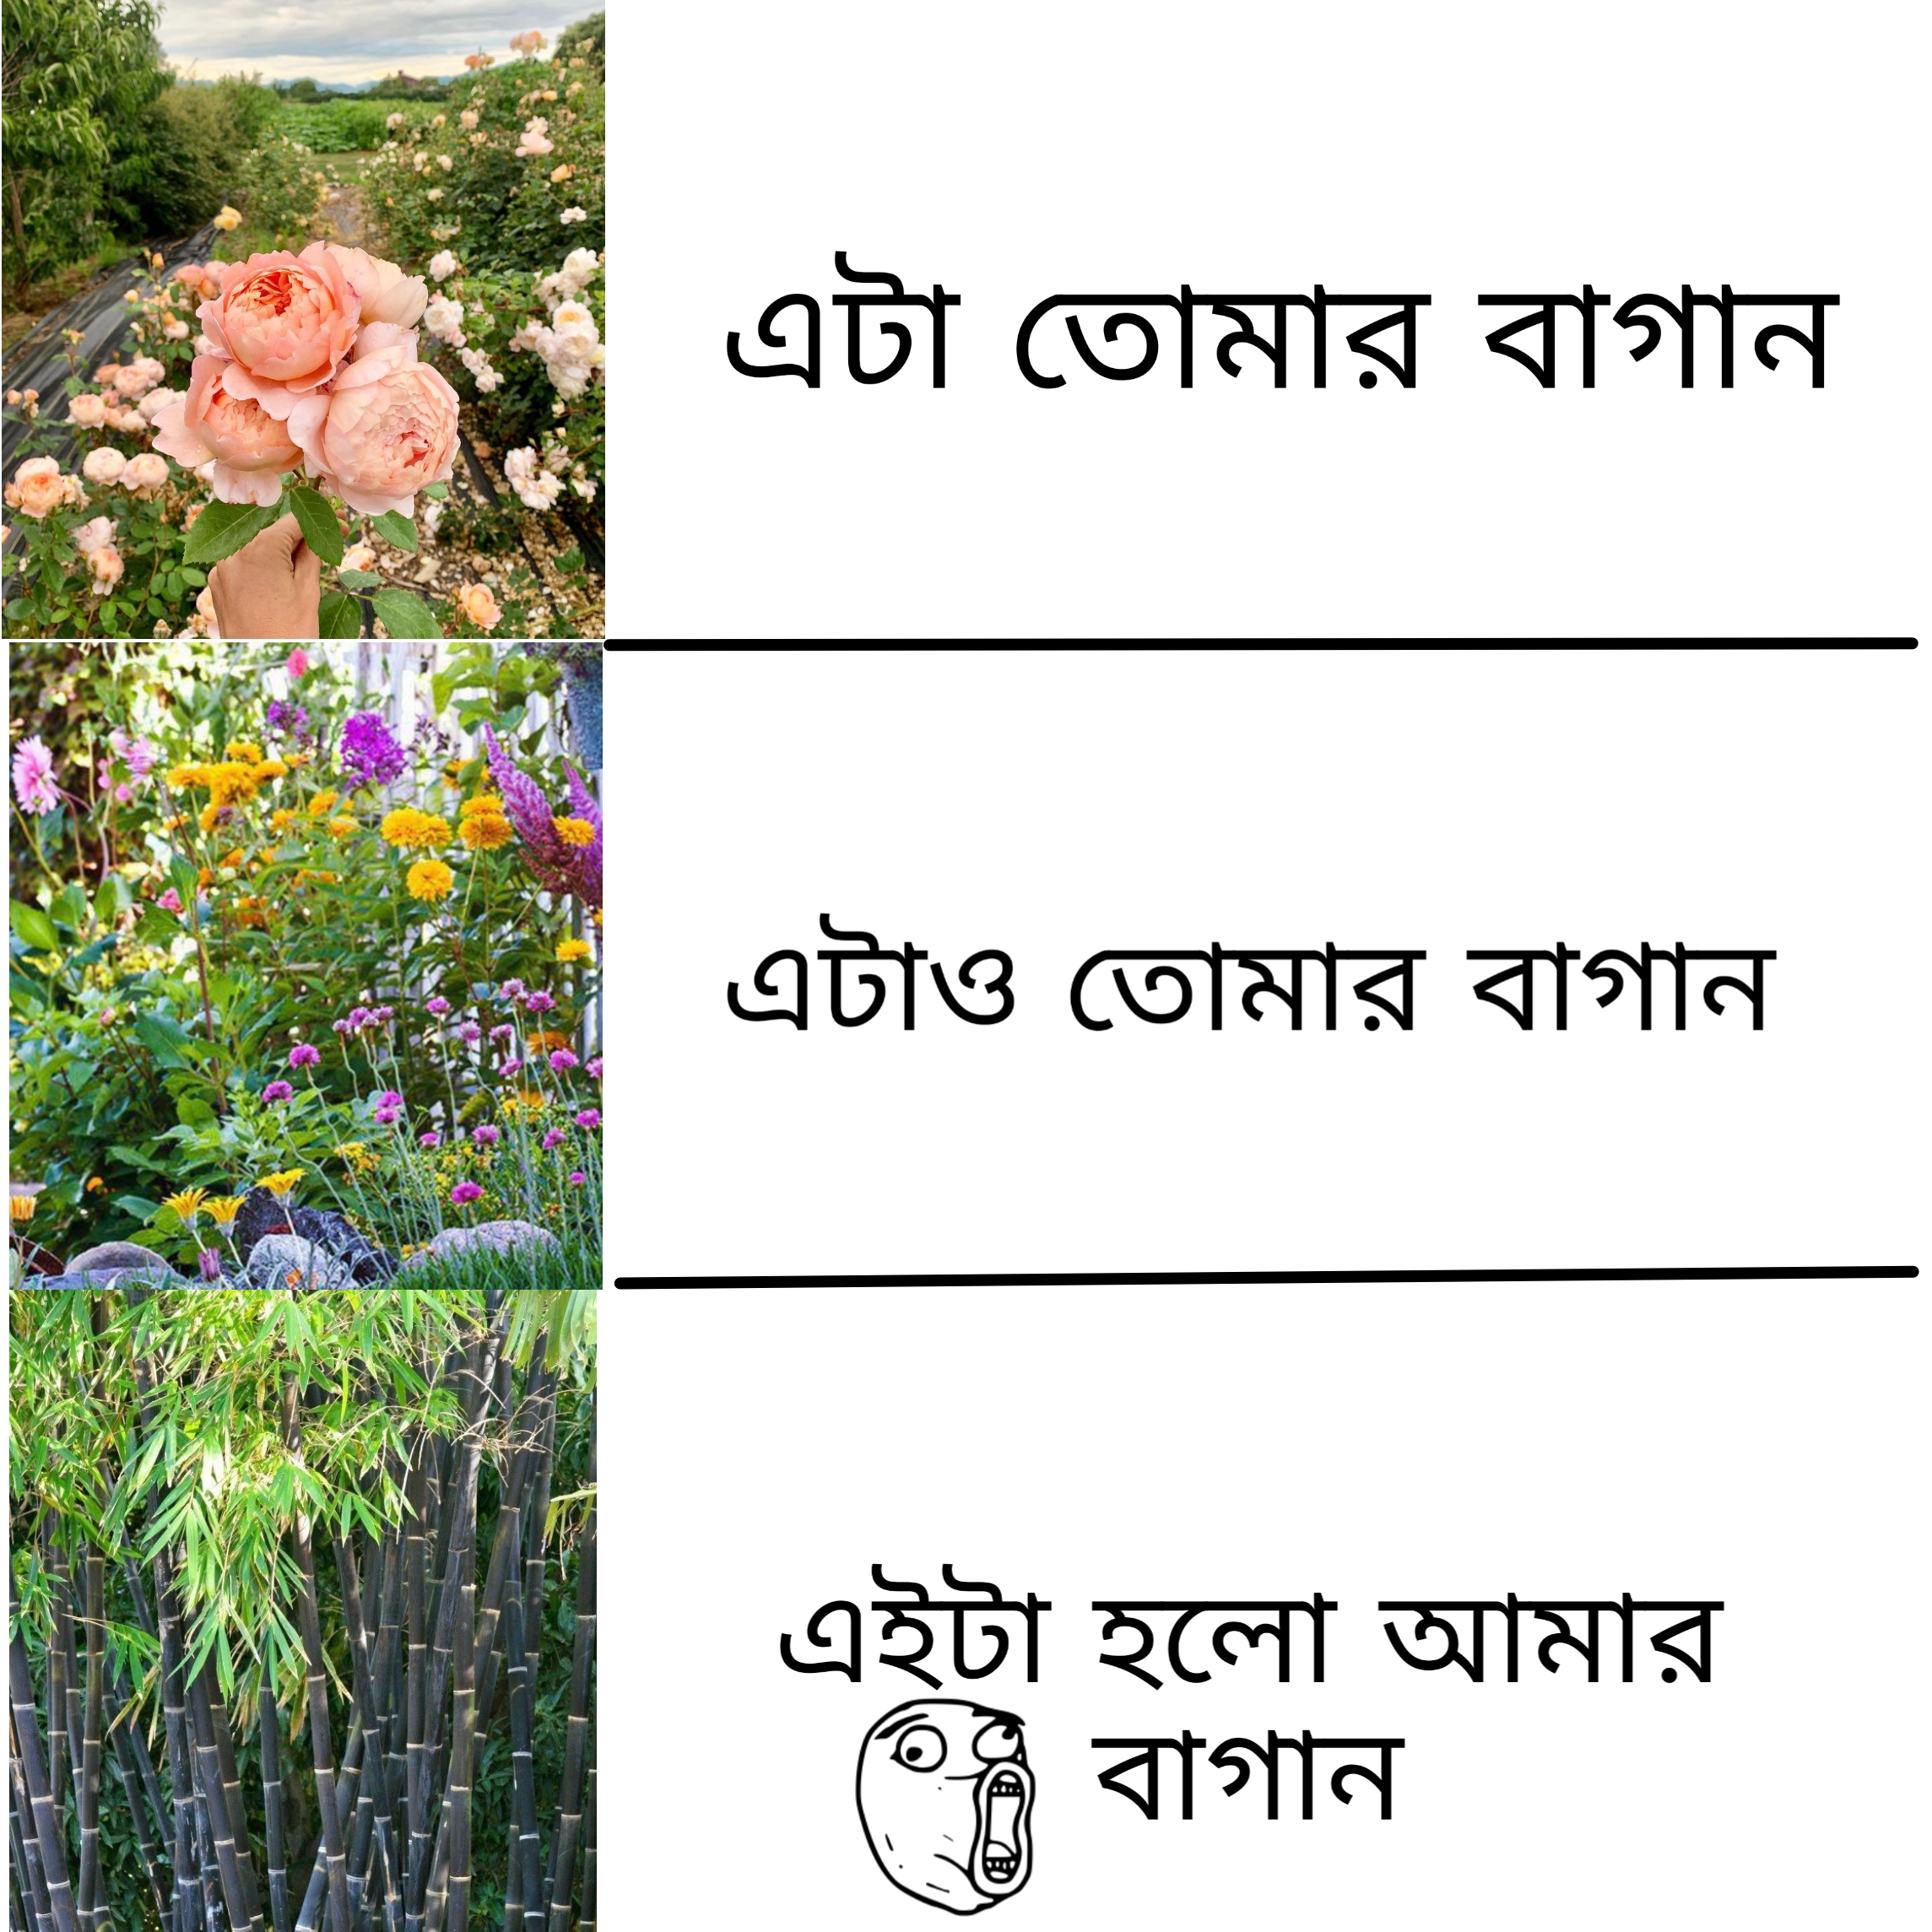 এটা তোমার বাগান
এটাও তোমার বাগান
এইটা হলো আমার
বাগান